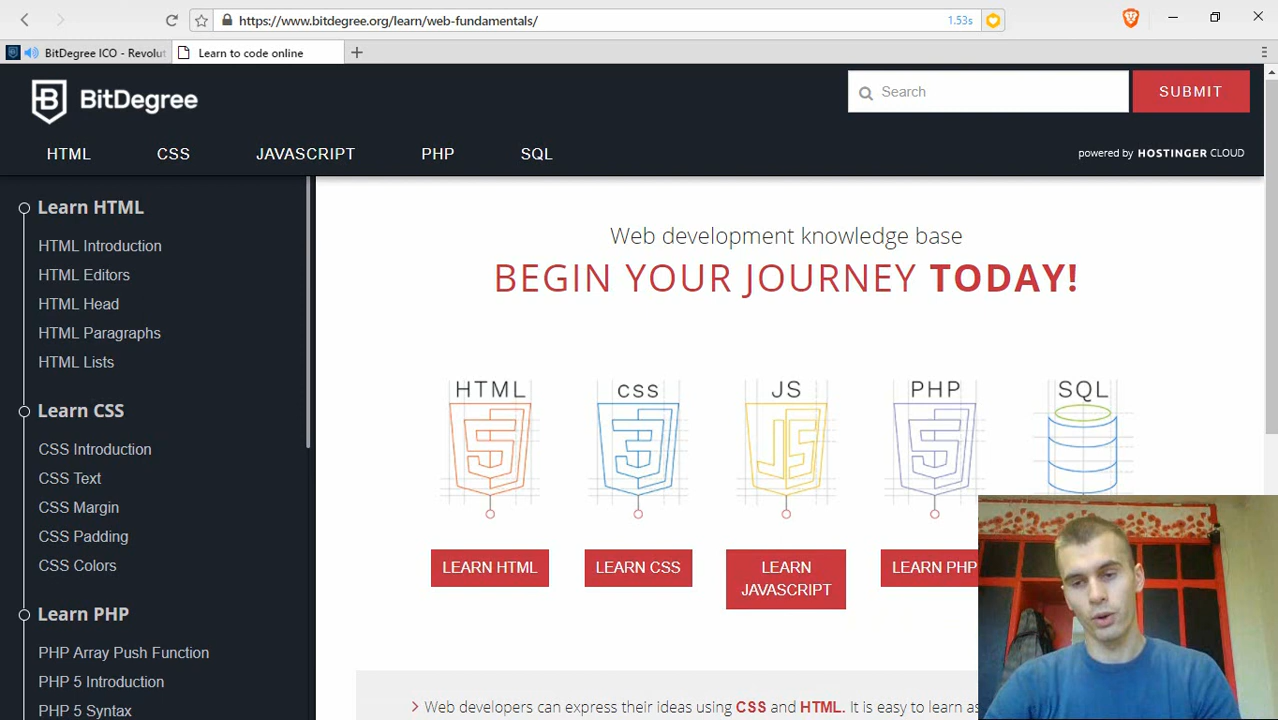 https://www.bitdegree.org/learn/web-fundamentals/
1.53s
BitDegree ICO - Revolut
Learn to code online
BitDegree
Search
SUBMIT
HTML
CSS
JAVASCRIPT
PHP
SQL
powered by HOSTINGER CLOUD
Learn HTML
HTML Introduction
HTML Editors
HTML Head
HTML Paragraphs
HTML Lists
Learn CSS
CSS Introduction
CSS Text
CSS Margin
CSS Padding
CSS Colors
Learn PHP
PHP Array Push Function
PHP 5 Introduction
PHP 5 Syntax
Web development knowledge base
BEGIN YOUR JOURNEY TODAY!
HTML
CSS
JS
PHP
SQL
LEARN HTML
LEARN CSS
LEARN
JAVASCRIPT
LEARN PHP
Web developers can express their ideas using CSS and HTML. It is easy to learn as